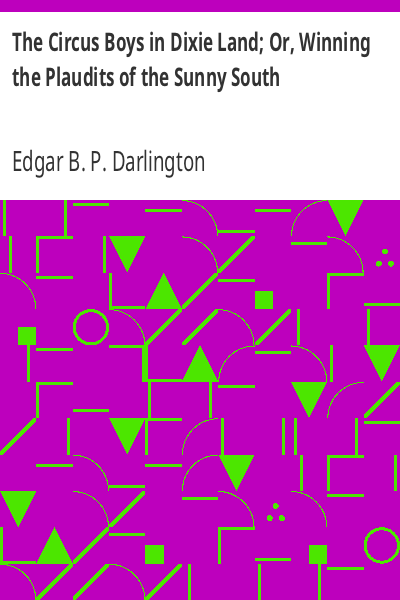 The Circus Boys in Dixie Land; Or, Winning
the Plaudits of the Sunny South
Edgar B. P. Darlington